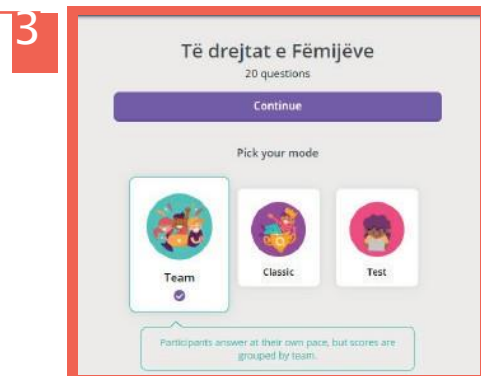 3
Të drejtat e Fëmijëve
20 questions
Continue
Pick your mode
Team
Classic
Test
Participants answer at their own pace, but scores are
grouped by team.